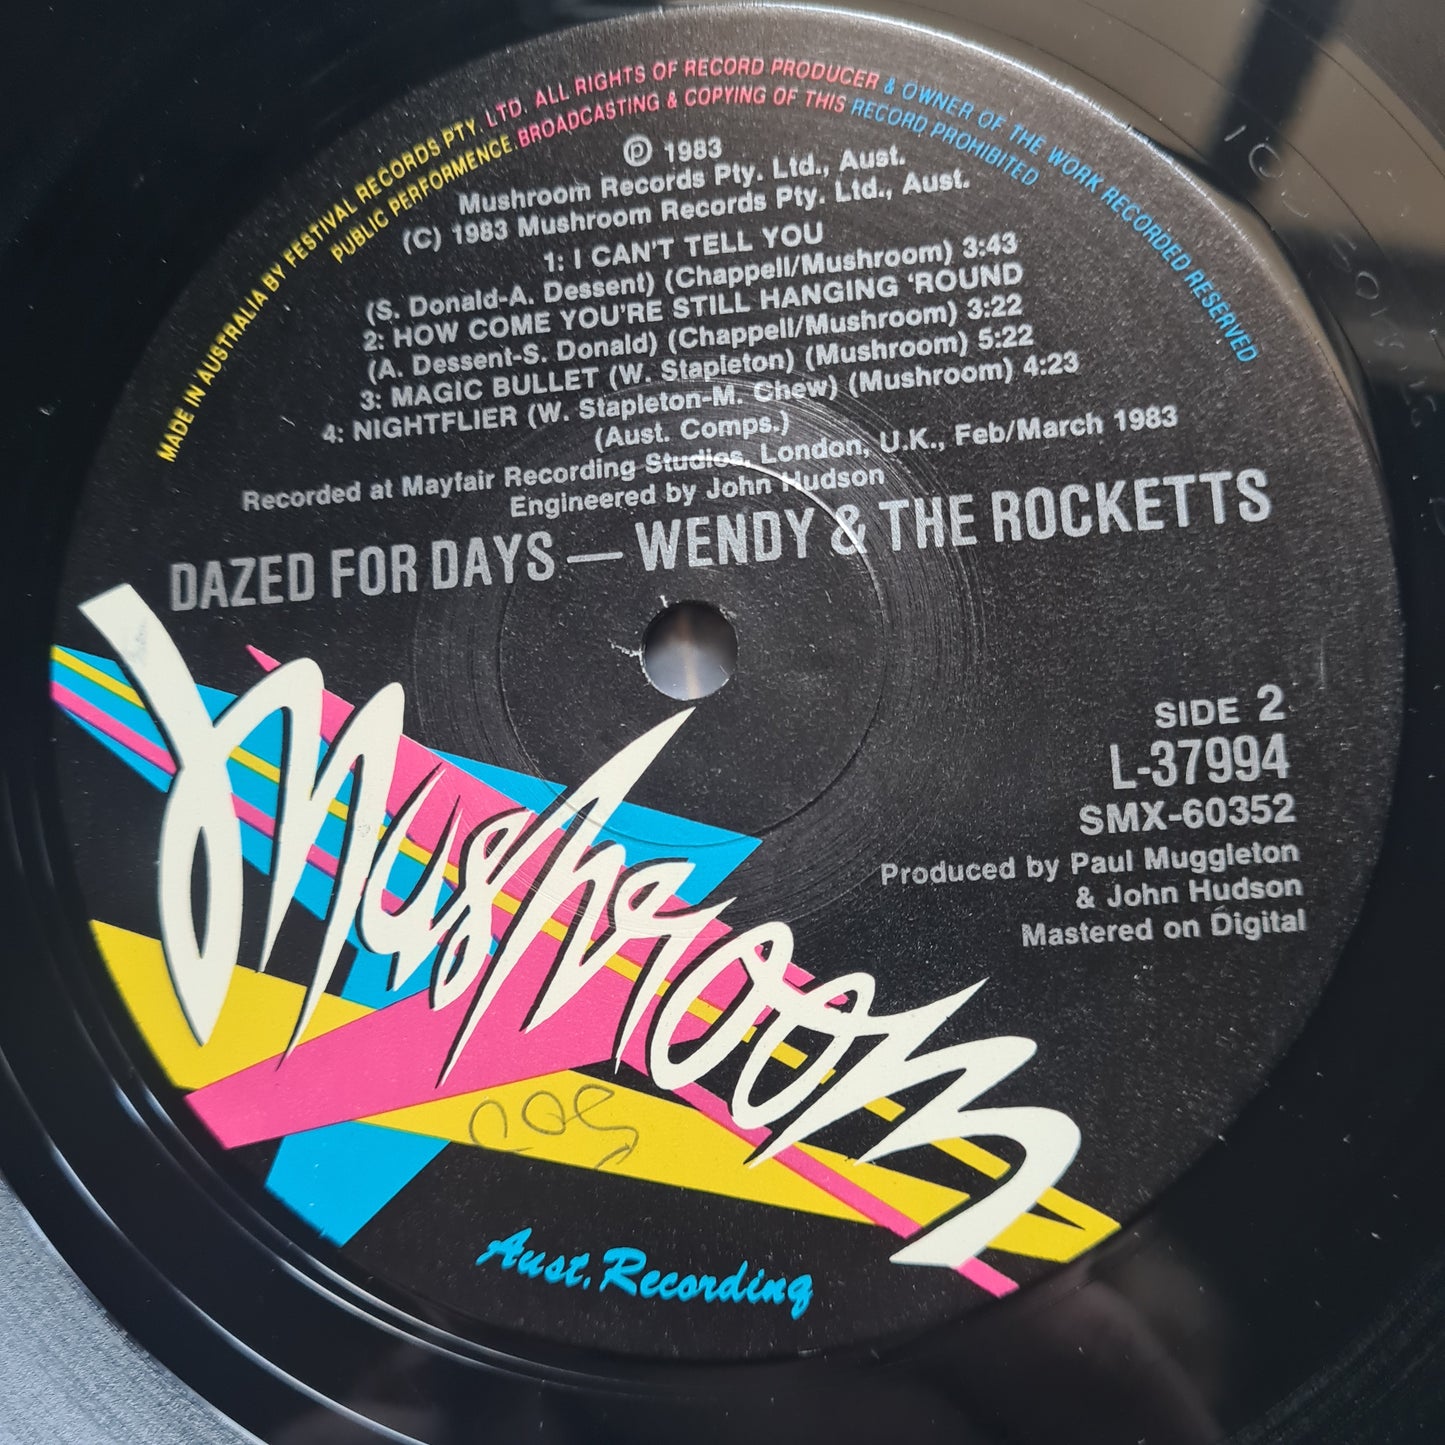 MADE IN AUSTRALIA BY FESTIVAL RECORDS PTY. LTD. ALL RIGHTS OF RECORD PRODUCER & OWNER OF THE WORK RECORDED RESERVED
PUBLIC PERFORMENCE BROADCASTING & COPYING OF THIS RECORD PROHIBITED
℗ 1983
Mushroom Records Pty. Ltd., Aust.
(C) 1983 Mushroom Records Pty. Ltd., Aust.
1: I CAN'T TELL YOU
(S. Donald-A. Dessent) (Chappell/Mushroom) 3:43
2: HOW COME YOU'RE STILL HANGING 'ROUND
(A. Dessent-S. Donald) (Chappell/Mushroom) 3:22
3: MAGIC BULLET (W. Stapleton) (Mushroom) 5:22
4: NIGHTFLIER (W. Stapleton-M. Chew) (Mushroom) 4:23
(Aust. Comps.)
Recorded at Mayfair Recording Studios, London, U.K., Feb/March 1983
Engineered by John Hudson
DAZED FOR DAYS — WENDY & THE ROCKETTS
SIDE 2
L-37994
SMX-60352
Produced by Paul Muggleton
& John Hudson
Mastered on Digital
Mushroom
Aust. Recording